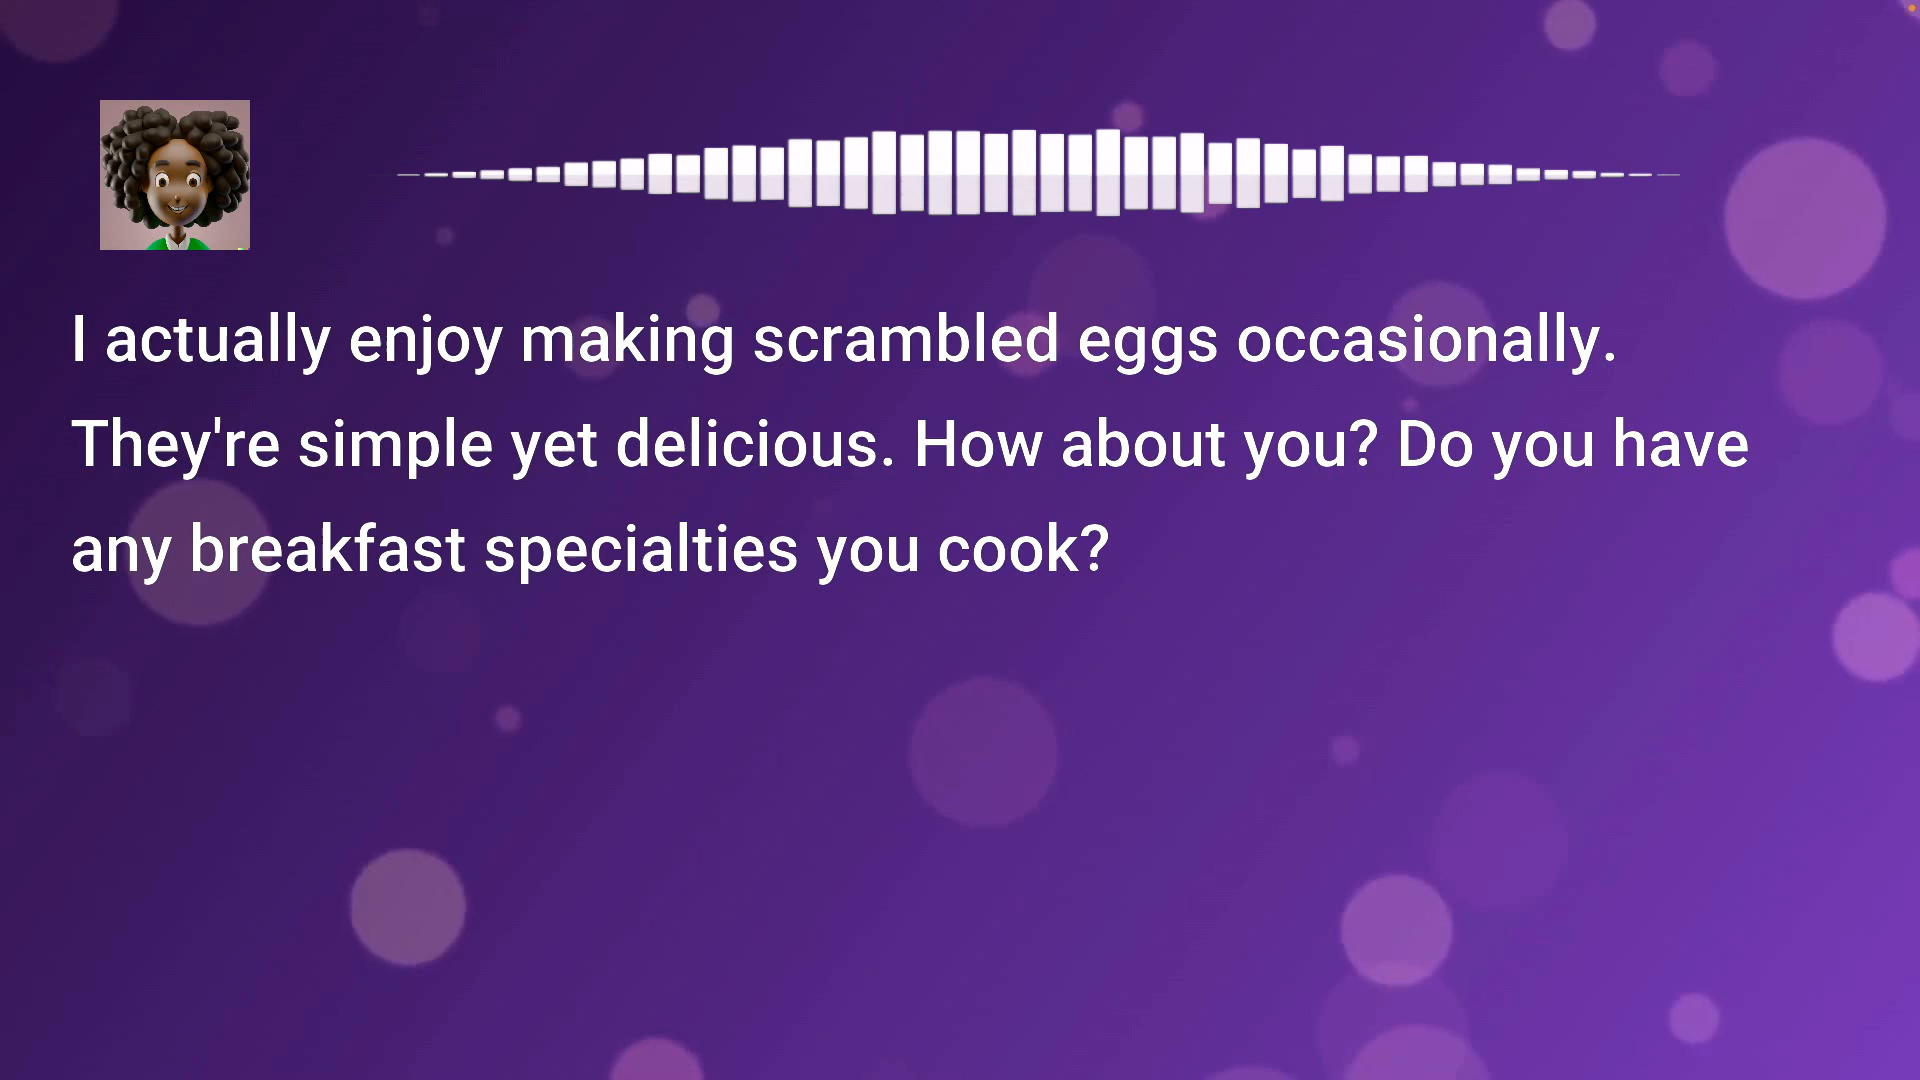 I actually enjoy making scrambled eggs occasionally.
They're simple yet delicious. How about you? Do you have
any breakfast specialties you cook?